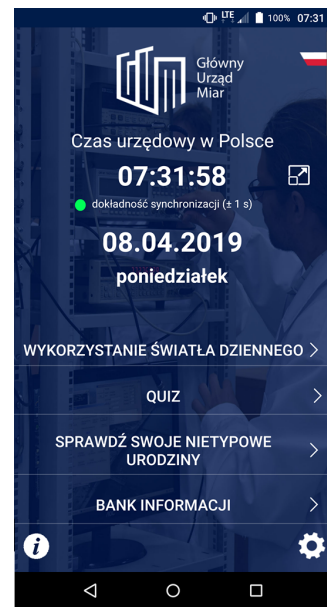 LTE 100% 07:31
Główny
Urząd
Miar
Czas urzędowy w Polsce
07:31:58
dokładność synchronizacji (± 1 s)
08.04.2019
poniedziałek
WYKORZYSTANIE ŚWIATŁA DZIENNEGO
QUIZ
SPRAWDŹ SWOJE NIETYPOWE
URODZINY
BANK INFORMACJI